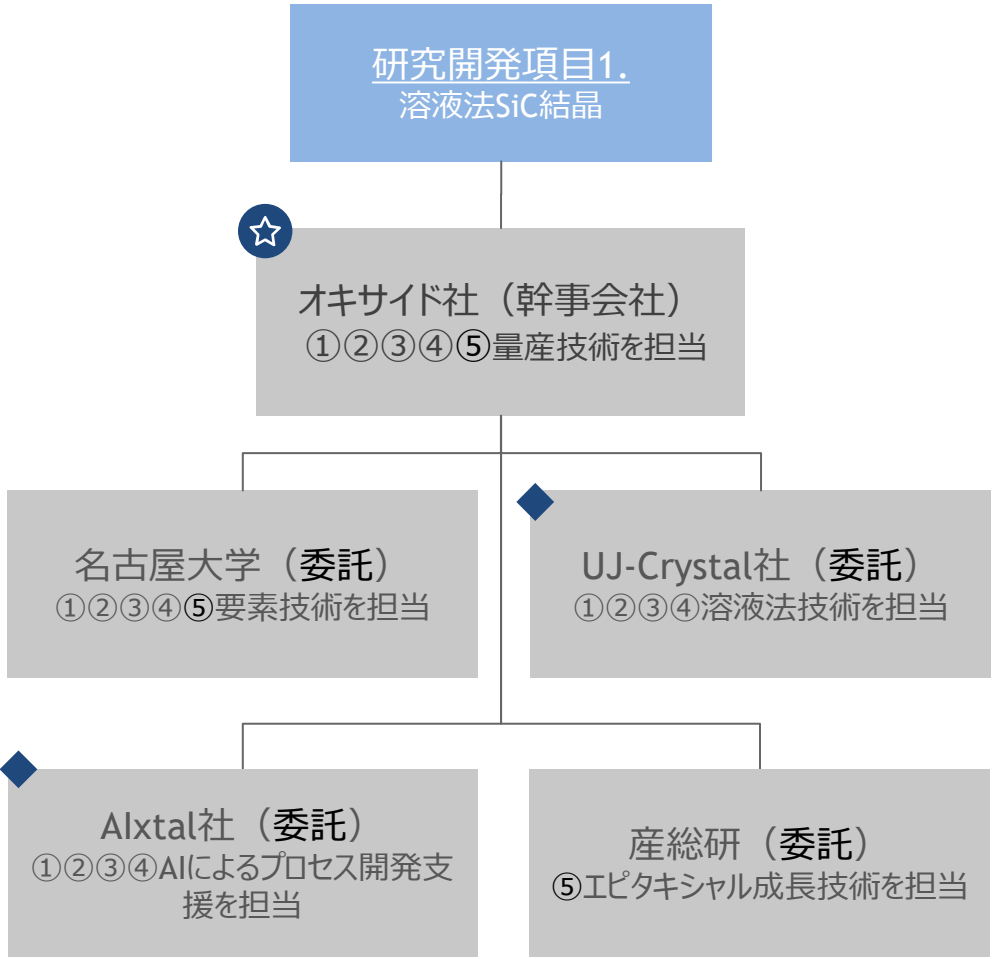 研究開発項目1.
溶液法SiC結晶
オキサイド社（幹事会社）
①②③④⑤量産技術を担当
名古屋大学（委託）
①②③④⑤要素技術を担当
UJ-Crystal社（委託）
①②③④溶液法技術を担当
AIxtal社（委託）
①②③④AIによるプロセス開発支
援を担当
産総研（委託）
⑤エピタキシャル成長技術を担当